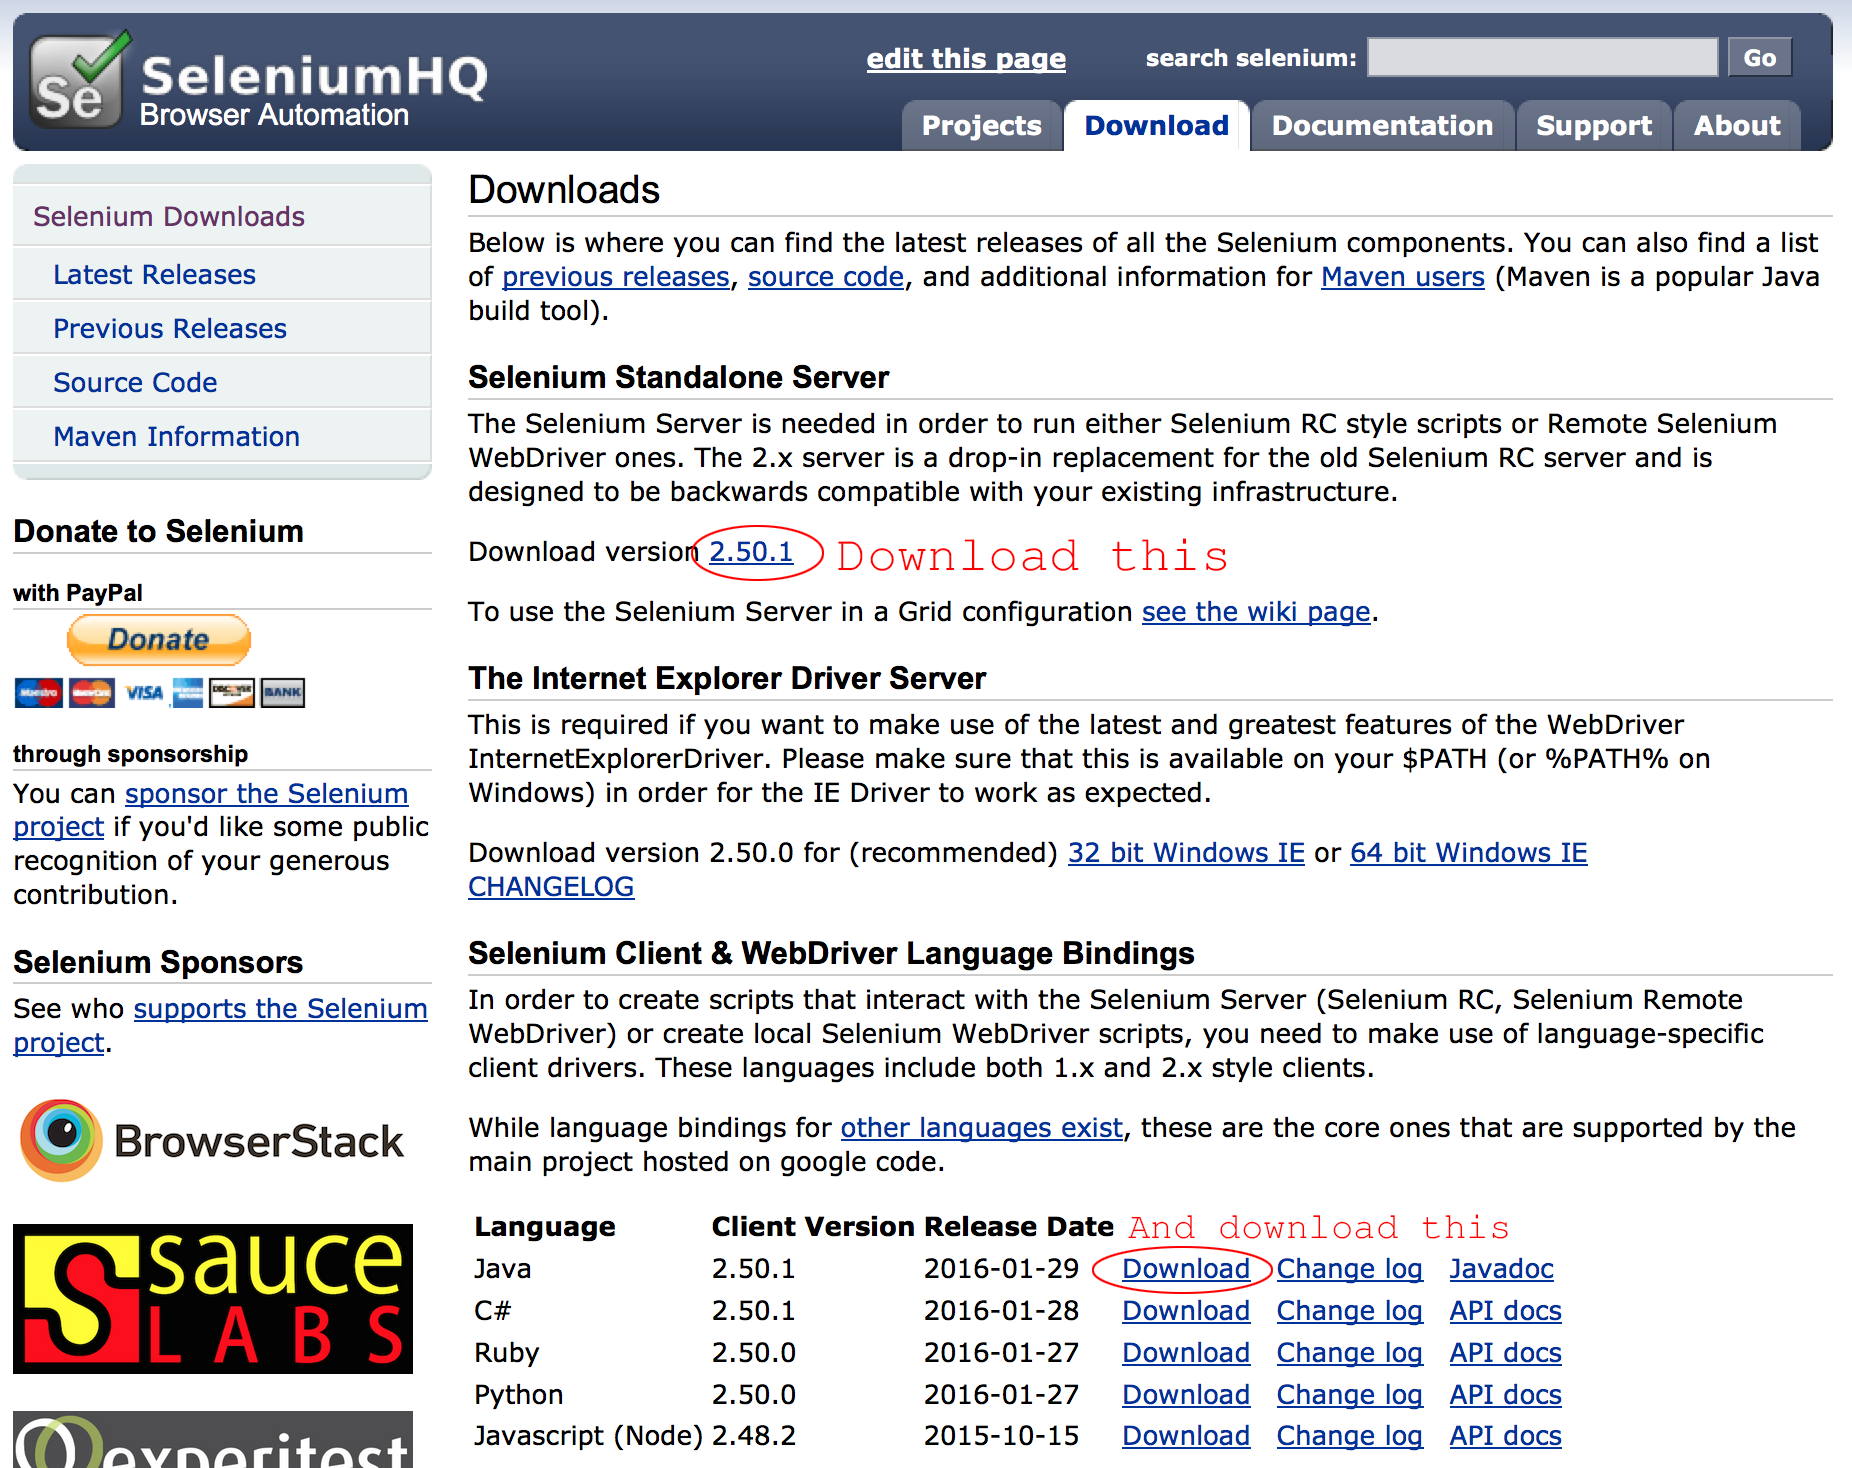 Se
SeleniumHQ
Browser Automation
edit this page
search selenium:
Go
Projects
Download
Documentation
Support
About
Selenium Downloads
Latest Releases
Previous Releases
Source Code
Maven Information
Donate to Selenium
with PayPal
Donate
Maestro MasterCard VISA DISCOVER BANK
through sponsorship
You can sponsor the Selenium
project if you'd like some public
recognition of your generous
contribution.
Selenium Sponsors
See who supports the Selenium
project.
BrowserStack
sauce
LABS
experitest
Downloads
Below is where you can find the latest releases of all the Selenium components. You can also find a list
of previous releases, source code, and additional information for Maven users (Maven is a popular Java
build tool).
Selenium Standalone Server
The Selenium Server is needed in order to run either Selenium RC style scripts or Remote Selenium
WebDriver ones. The 2.x server is a drop-in replacement for the old Selenium RC server and is
designed to be backwards compatible with your existing infrastructure.
Download version 2.50.1 Download this
To use the Selenium Server in a Grid configuration see the wiki page.
The Internet Explorer Driver Server
This is required if you want to make use of the latest and greatest features of the WebDriver
InternetExplorerDriver. Please make sure that this is available on your $PATH (or %PATH% on
Windows) in order for the IE Driver to work as expected.
Download version 2.50.0 for (recommended) 32 bit Windows IE or 64 bit Windows IE
CHANGELOG
Selenium Client & WebDriver Language Bindings
In order to create scripts that interact with the Selenium Server (Selenium RC, Selenium Remote
WebDriver) or create local Selenium WebDriver scripts, you need to make use of language-specific
client drivers. These languages include both 1.x and 2.x style clients.
While language bindings for other languages exist, these are the core ones that are supported by the
main project hosted on google code.
Language Client Version Release Date And download this
Java 2.50.1 2016-01-29 Download Change log Javadoc
C# 2.50.1 2016-01-28 Download Change log API docs
Ruby 2.50.0 2016-01-27 Download Change log API docs
Python 2.50.0 2016-01-27 Download Change log API docs
Javascript (Node) 2.48.2 2015-10-15 Download Change log API docs